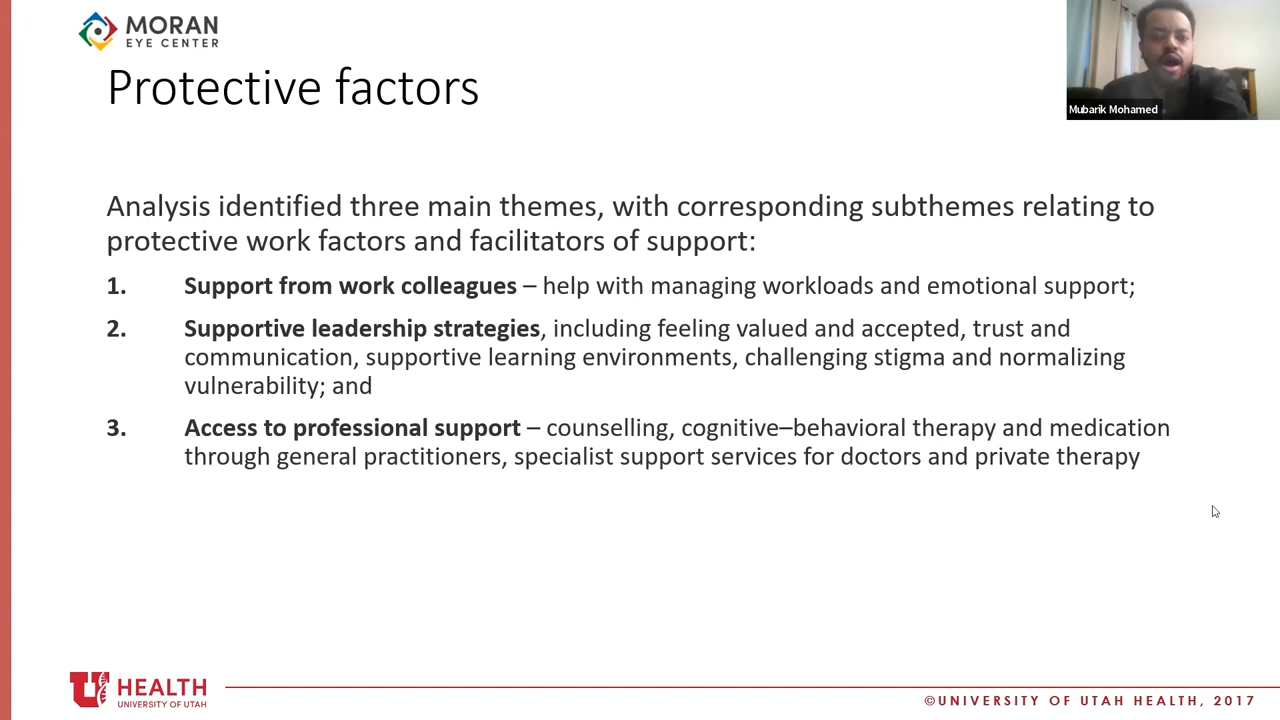 MORAN
EYE CENTER
Protective factors
Mubarik Mohamed
Analysis identified three main themes, with corresponding subthemes relating to
protective work factors and facilitators of support:
1. Support from work colleagues – help with managing workloads and emotional support;
2. Supportive leadership strategies, including feeling valued and accepted, trust and
communication, supportive learning environments, challenging stigma and normalizing
vulnerability; and
3. Access to professional support – counselling, cognitive–behavioral therapy and medication
through general practitioners, specialist support services for doctors and private therapy
U HEALTH
UNIVERSITY OF UTAH
©UNIVERSITY OF UTAH HEALTH, 2017